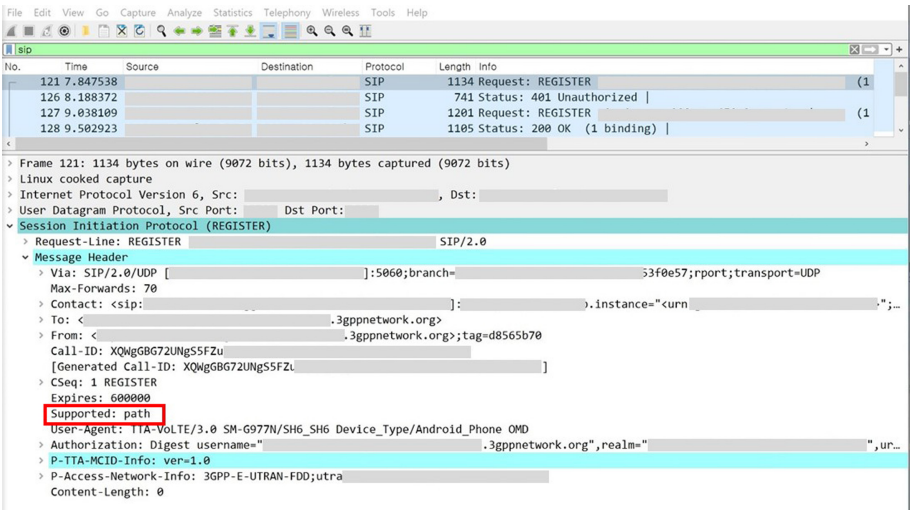 File Edit View Go Capture Analyze Statistics Telephony Wireless Tools Help
sip
No. Time Source Destination Protocol Length Info
121 7.847538 SIP 1134 Request: REGISTER (1
126 8.188372 SIP 741 Status: 401 Unauthorized |
127 9.038109 SIP 1201 Request: REGISTER (1
128 9.502923 SIP 1105 Status: 200 OK (1 binding) |
Frame 121: 1134 bytes on wire (9072 bits), 1134 bytes captured (9072 bits)
Linux cooked capture
Internet Protocol Version 6, Src: , Dst:
User Datagram Protocol, Src Port: Dst Port:
Session Initiation Protocol (REGISTER)
Request-Line: REGISTER SIP/2.0
Message Header
Via: SIP/2.0/UDP [ ]:5060;branch= 53f0e57;rport;transport=UDP
Max-Forwards: 70
Contact: <sip: ]: .instance="<urn ";…
To: < .3gppnetwork.org>
From: < .3gppnetwork.org>;tag=d8565b70
Call-ID: XQWgGBG72UNgS5FZu
[Generated Call-ID: XQWgGBG72UNgS5FZu ]
CSeq: 1 REGISTER
Expires: 600000
Supported: path
User-Agent: TTA-VoLTE/3.0 SM-G977N/SH6_SH6 Device_Type/Android_Phone OMD
Authorization: Digest username=" .3gppnetwork.org",realm=" ",ur…
P-TTA-MCID-Info: ver=1.0
P-Access-Network-Info: 3GPP-E-UTRAN-FDD;utra
Content-Length: 0